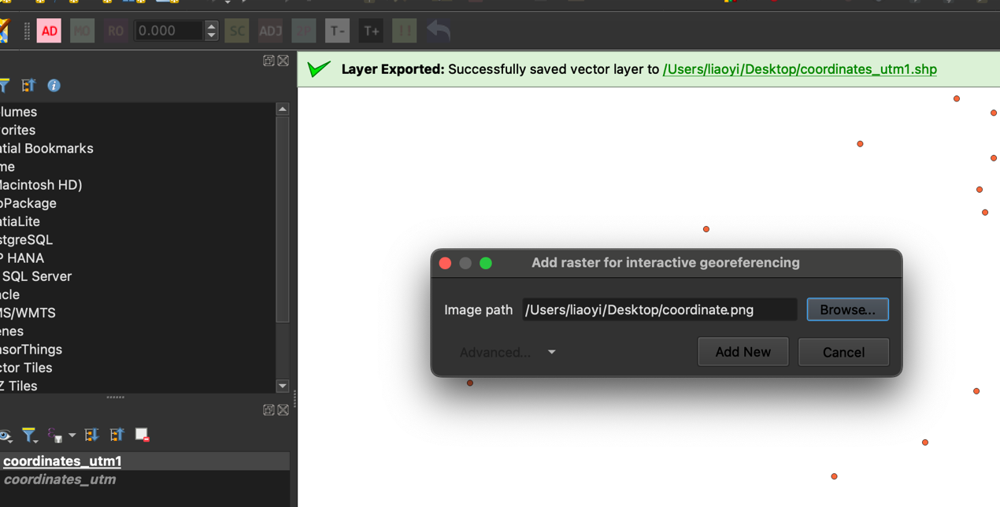 AD MO RO 0.000 SC ADJ 2P T- T+ !!
Layer Exported: Successfully saved vector layer to /Users/liaoyi/Desktop/coordinates_utm1.shp
lumes
orites
atial Bookmarks
me
Macintosh HD)
oPackage
atiaLite
stgreSQL
P HANA
SQL Server
acle
MS/WMTS
enes
nsorThings
ctor Tiles
Z Tiles
Add raster for interactive georeferencing
Image path /Users/liaoyi/Desktop/coordinate.png Browse...
Advanced... Add New Cancel
coordinates_utm1
coordinates_utm